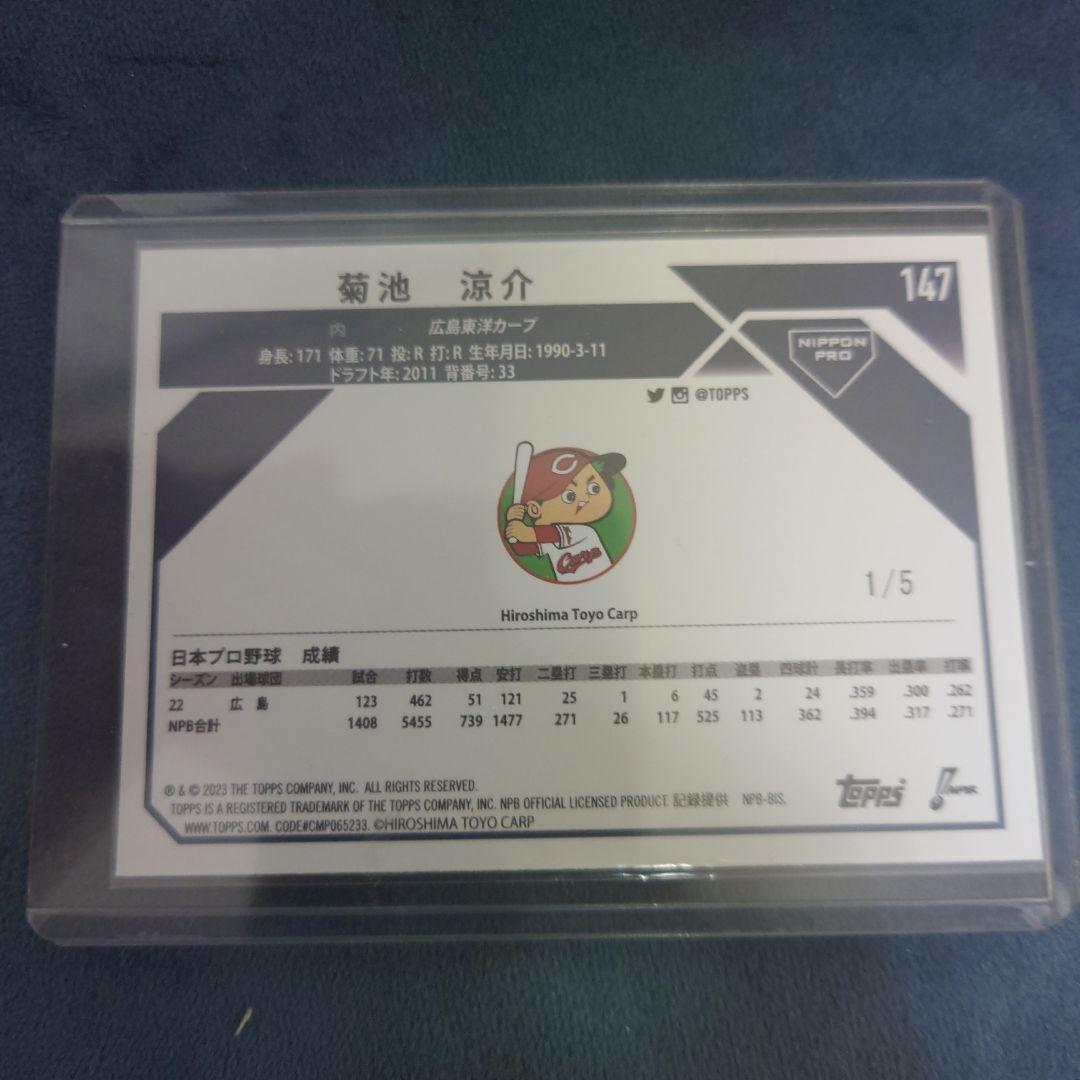 菊池 涼介
147
内 広島東洋カープ
身長: 171 体重: 71 投: R 打: R 生年月日: 1990-3-11
ドラフト年: 2011 背番号: 33
NIPPON
PRO
@TOPPS
C
Carp
1/5
Hiroshima Toyo Carp
日本プロ野球 成績
シーズン 出場球団 試合 打数 得点 安打 二塁打 三塁打 本塁打 打点 盗塁 四球計 長打率 出塁率 打率
22 広 島 123 462 51 121 25 1 6 45 2 24 .359 .300 .262
NPB合計 1408 5455 739 1477 271 26 117 525 113 362 .394 .317 .271
® & © 2023 THE TOPPS COMPANY, INC. ALL RIGHTS RESERVED.
TOPPS IS A REGISTERED TRADEMARK OF THE TOPPS COMPANY, INC. NPB OFFICIAL LICENSED PRODUCT. 記録提供 NPB-BIS.
WWW.TOPPS.COM. CODE#CMP065233. ©HIROSHIMA TOYO CARP
Topps
NPB